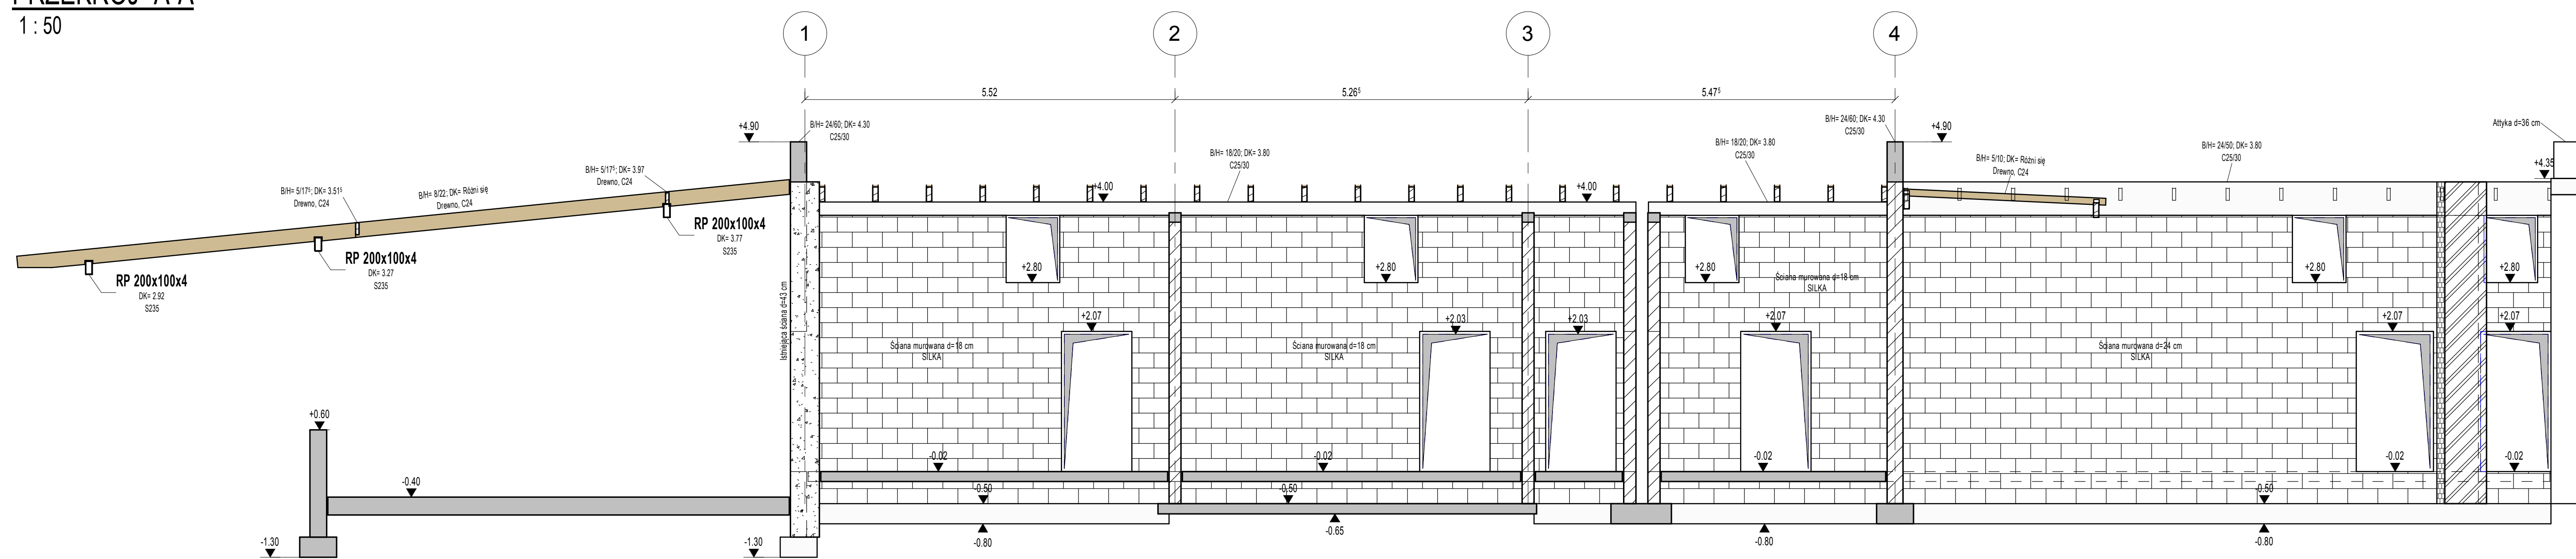 PRZEKRÓJ A-A
1 : 50
1
2
3
4
5.52
5.26⁵
5.47⁵
+4.90
B/H= 24/60; DK= 4.30
C25/30
B/H= 24/60; DK= 4.30
C25/30
+4.90
Attyka d=36 cm
B/H= 18/20; DK= 3.80
C25/30
B/H= 18/20; DK= 3.80
C25/30
B/H= 5/10; DK= Różni się
Drewno, C24
B/H= 24/50; DK= 3.80
C25/30
+4.35
B/H= 5/17⁵; DK= 3.51⁵
Drewno, C24
B/H= 8/22; DK= Różni się
Drewno, C24
B/H= 5/17⁵; DK= 3.97
Drewno, C24
+4.00
+4.00
RP 200x100x4
DK= 2.92
S235
RP 200x100x4
DK= 3.27
S235
RP 200x100x4
DK= 3.77
S235
Istniejąca ściana d=43 cm
+2.80
+2.80
+2.80
+2.80
+2.80
Ściana murowana d=18 cm
SILKA
+2.07
+2.03
+2.03
+2.07
+2.07
+2.07
Ściana murowana d=18 cm
SILKA
Ściana murowana d=18 cm
SILKA
Ściana murowana d=24 cm
SILKA
+0.60
-0.40
-0.02
-0.02
-0.02
-0.02
-0.02
-0.50
-0.50
-0.50
-1.30
-1.30
-0.80
-0.65
-0.80
-0.80